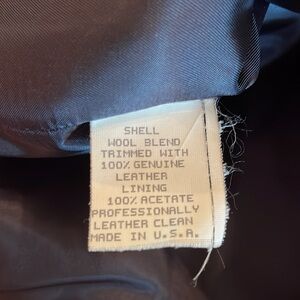 SHELL
WOOL BLEND
TRIMMED WITH
100% GENUINE
LEATHER
LINING
100% ACETATE
PROFESSIONALLY
LEATHER CLEAN
MADE IN U.S.A.